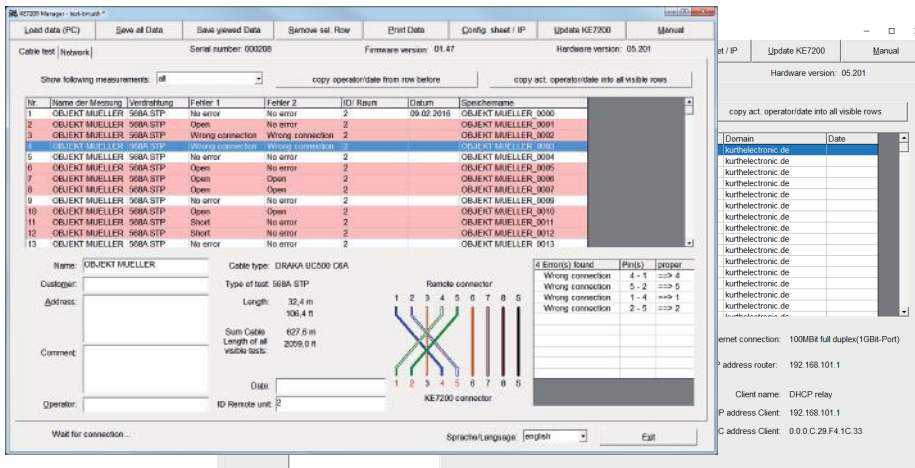 KE7200 Manager - test-bmarth *
Load data (PC) Save all Data Save viewed Data Remove sel. Row Print Data Config. sheet / IP Update KE7200 Manual
Cable test Network Serial number: 000208 Firmware version: 01.47 Hardware version: 05.201
Show following measurements: all copy operator/date from row before copy act. operator/date into all visible rows
Nr. Name der Messung Verdrahtung Fehler 1 Fehler 2 ID/ Raum Datum Speichername
1 OBJEKT MUELLER 568A STP No error No error 2 09.02.2016 OBJEKT MUELLER_0000
2 OBJEKT MUELLER 568A STP Open No error 2 OBJEKT MUELLER_0001
3 OBJEKT MUELLER 568A STP Wrong connection Wrong connection 2 OBJEKT MUELLER_0002
4 OBJEKT MUELLER 568A STP Wrong connection Wrong connection 2 OBJEKT MUELLER_0003
5 OBJEKT MUELLER 568A STP No error No error 2 OBJEKT MUELLER_0004
6 OBJEKT MUELLER 568A STP Open No error 2 OBJEKT MUELLER_0005
7 OBJEKT MUELLER 568A STP Open Open 2 OBJEKT MUELLER_0006
8 OBJEKT MUELLER 568A STP Open Open 2 OBJEKT MUELLER_0007
9 OBJEKT MUELLER 568A STP No error No error 2 OBJEKT MUELLER_0009
10 OBJEKT MUELLER 568A STP Open Open 2 OBJEKT MUELLER_0010
11 OBJEKT MUELLER 568A STP Short No error 2 OBJEKT MUELLER_0011
12 OBJEKT MUELLER 568A STP Short No error 2 OBJEKT MUELLER_0012
13 OBJEKT MUELLER 568A STP No error No error 2 OBJEKT MUELLER_0013
Name: OBJEKT MUELLER
Customer:
Address:
Comment:
Operator:
Cable type: DRAKA UC500 C6A
Type of test: 568A STP
Length: 32,4 m
106,4 ft
Sum Cable 627,6 m
Length of all 2059,0 ft
visible tests:
Date:
ID Remote unit: 2
Remote connector
1 2 3 4 5 6 7 8 S
1 2 3 4 5 6 7 8 S
KE7200 connector
4 Error(s) found Pin(s) proper
Wrong connection 4 - 1 ==> 4
Wrong connection 5 - 2 ==> 5
Wrong connection 1 - 4 ==> 1
Wrong connection 2 - 5 ==> 2
Wait for connection... Sprache/Language: english Exit
et / IP Update KE7200 Manual
Hardware version: 05.201
copy act. operator/date into all visible rows
Domain Date
kurthelectronic.de
kurthelectronic.de
kurthelectronic.de
kurthelectronic.de
kurthelectronic.de
kurthelectronic.de
kurthelectronic.de
kurthelectronic.de
kurthelectronic.de
kurthelectronic.de
kurthelectronic.de
kurthelectronic.de
kurthelectronic.de
kurthelectronic.de
ernet connection: 100MBit full duplex(1GBit-Port)
P address router: 192.168.101.1
Client name: DHCP relay
IP address Client: 192.168.101.1
C address Client: 0.0.0.C.29.F4.1C.33